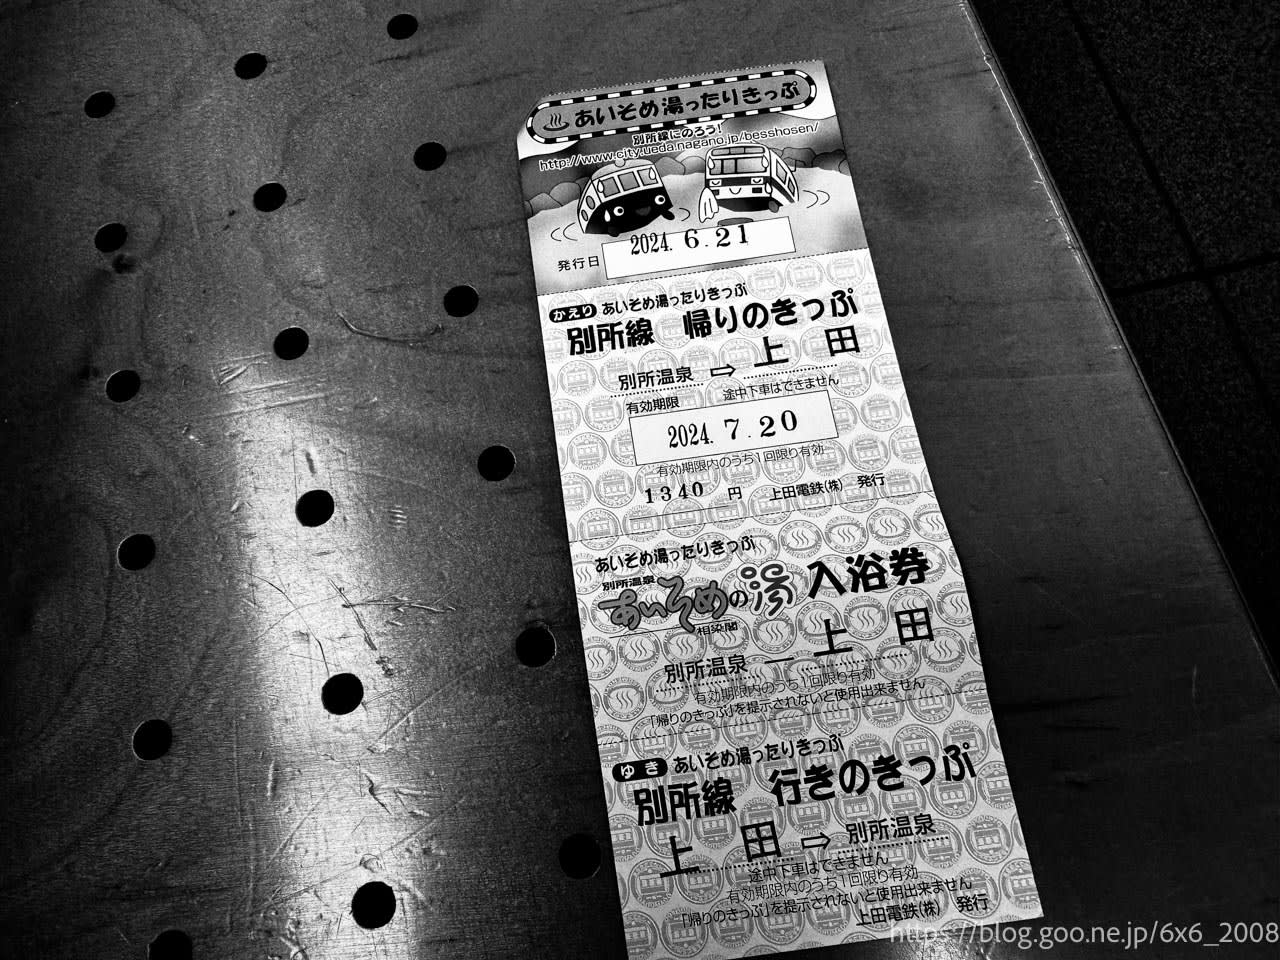 あいそめ湯ったりきっぷ
別所線にのろう!
http://www.city.ueda.nagano.jp/besshosen/
発行日 2024. 6. 21
かえり あいそめ湯ったりきっぷ
別所線 帰りのきっぷ
別所温泉 ⇨ 上田
有効期限 途中下車はできません
2024. 7. 20
有効期限内のうち1回限り有効
1340 円 上田電鉄(株) 発行
あいそめ湯ったりきっぷ
別所温泉
あいそめの湯 入浴券
相染閣
別所温泉 — 上田
有効期限内のうち1回限り有効
「帰りのきっぷ」を提示されないと使用出来ません
ゆき あいそめ湯ったりきっぷ
別所線 行きのきっぷ
上田 ⇨ 別所温泉
途中下車はできません
有効期限内のうち1回限り有効
「帰りのきっぷ」を提示されないと使用出来ません
上田電鉄(株) 発行
https://blog.goo.ne.jp/6x6_2008